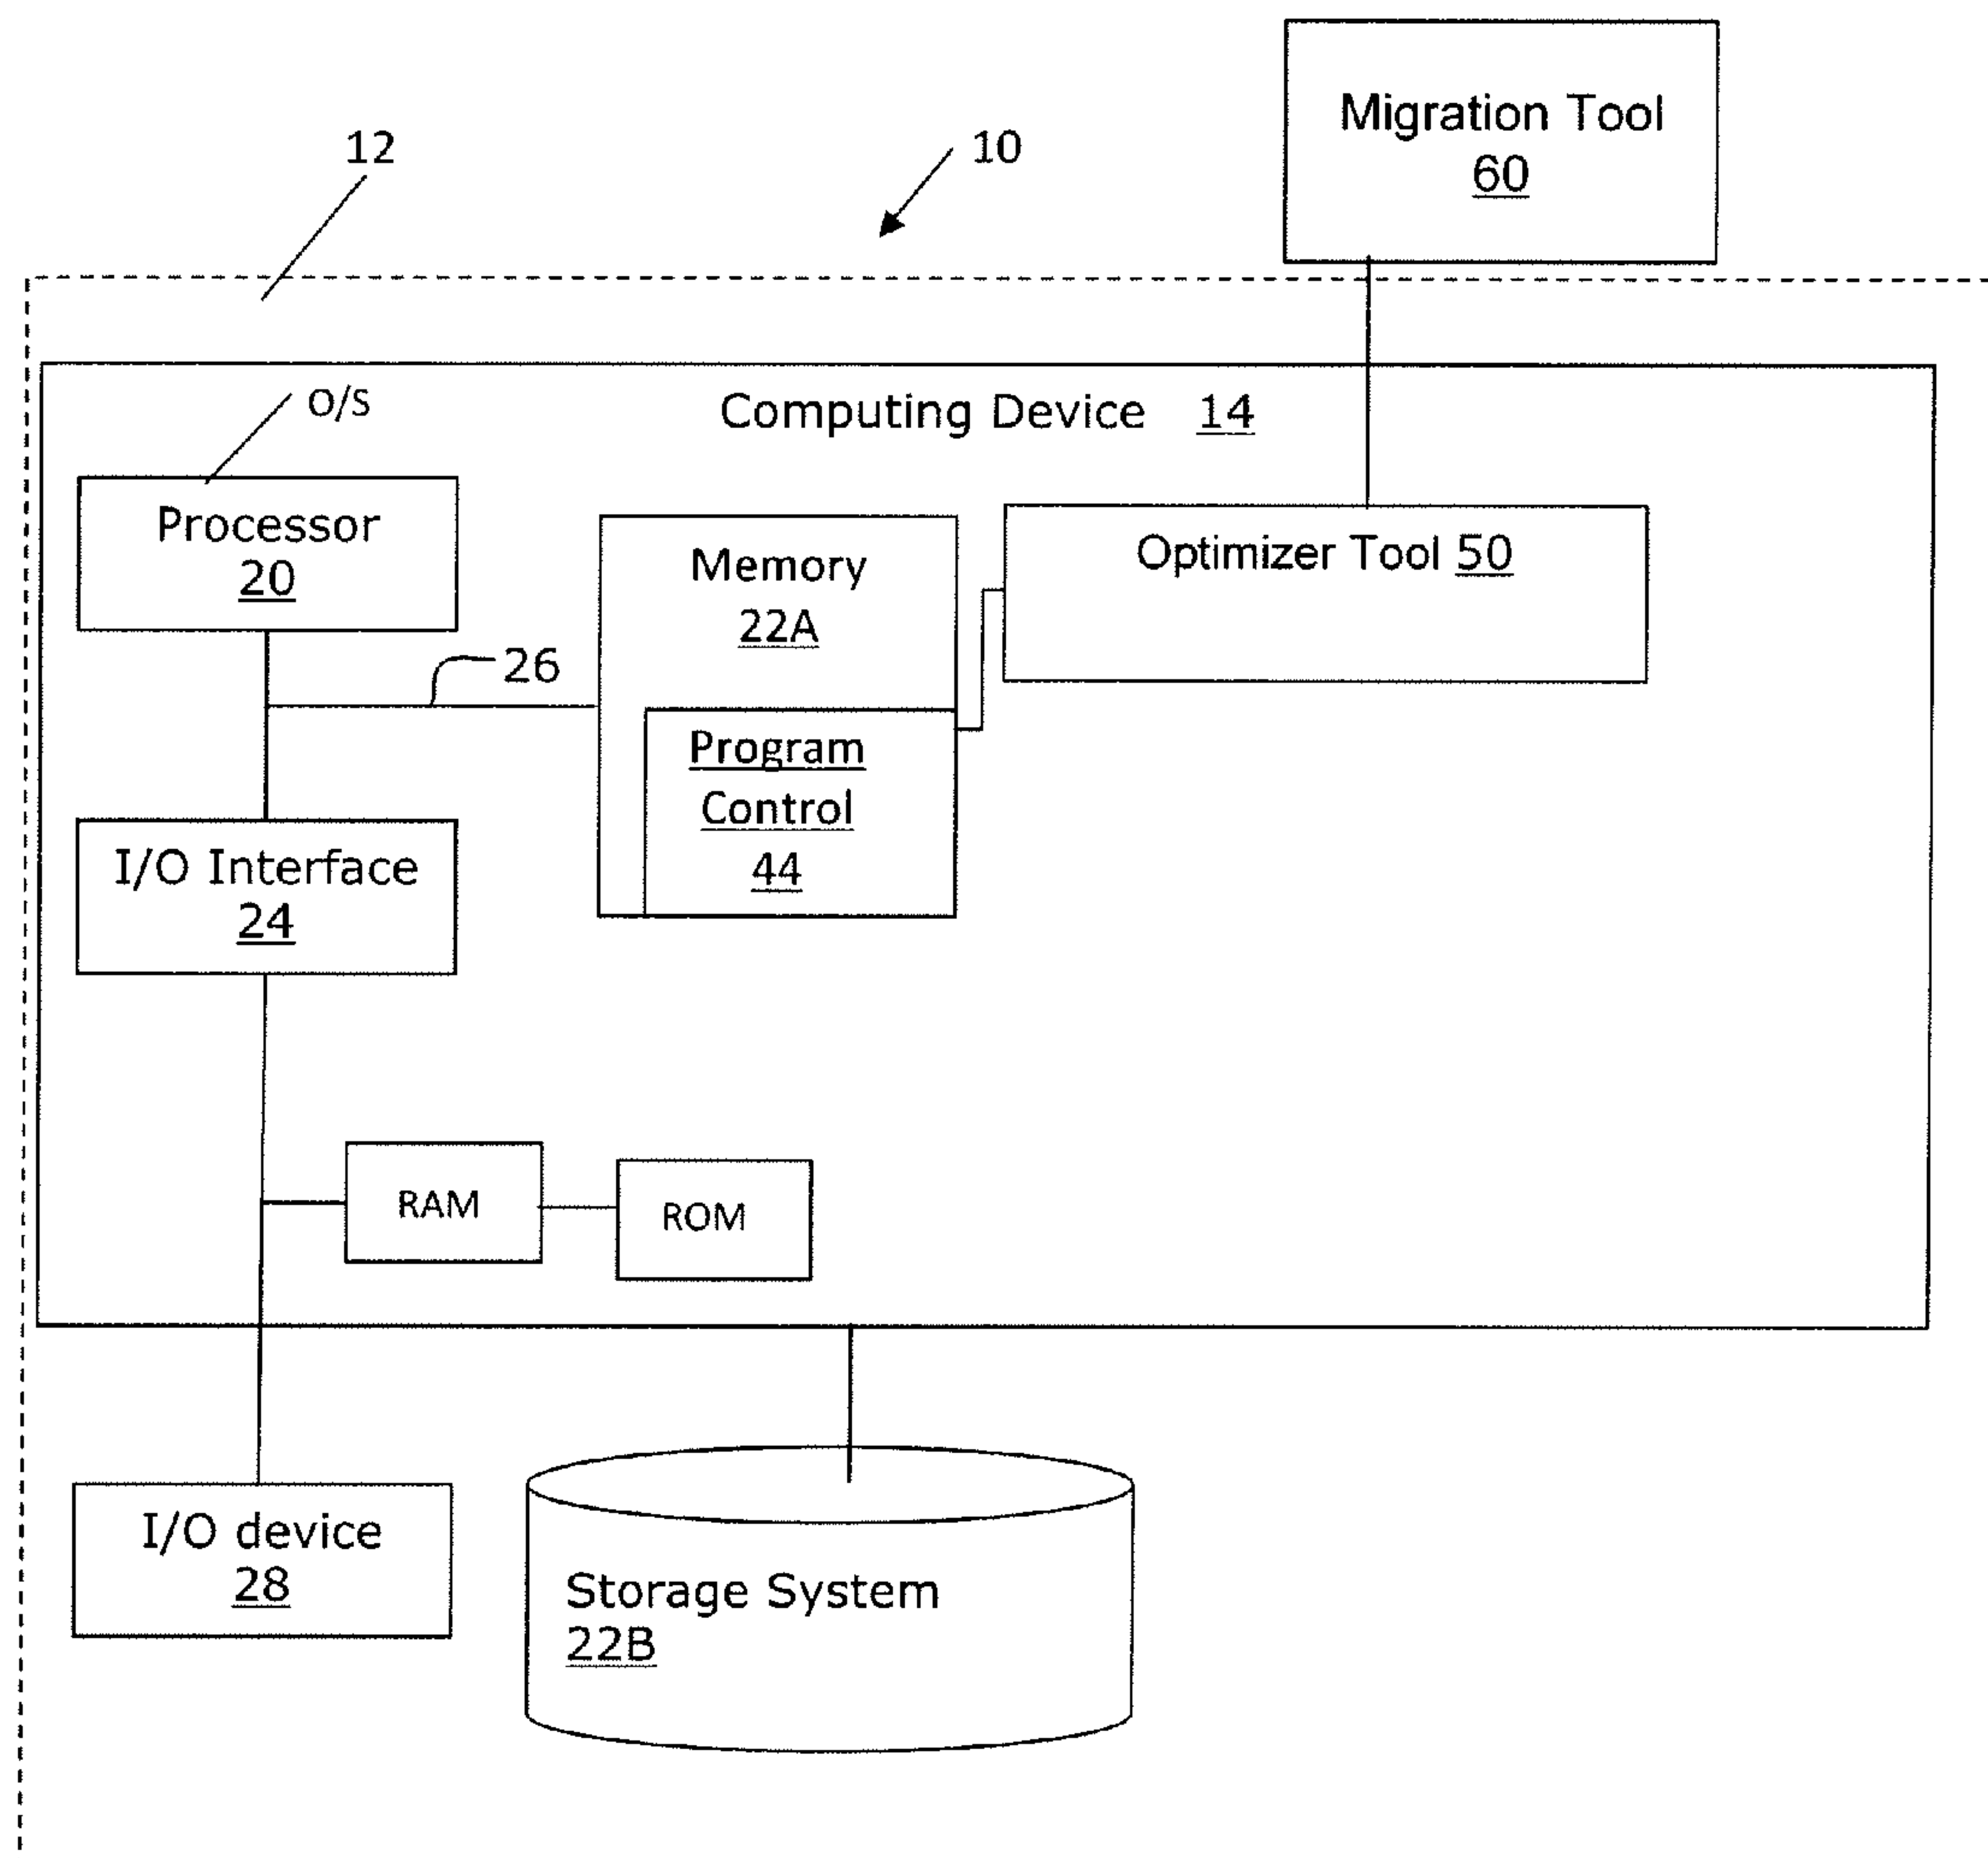 Migration Tool
60
12
10
O/S
Computing Device 14
Processor
20
Memory
22A
Optimizer Tool 50
26
Program
Control
44
I/O Interface
24
RAM
ROM
I/O device
28
Storage System
22B